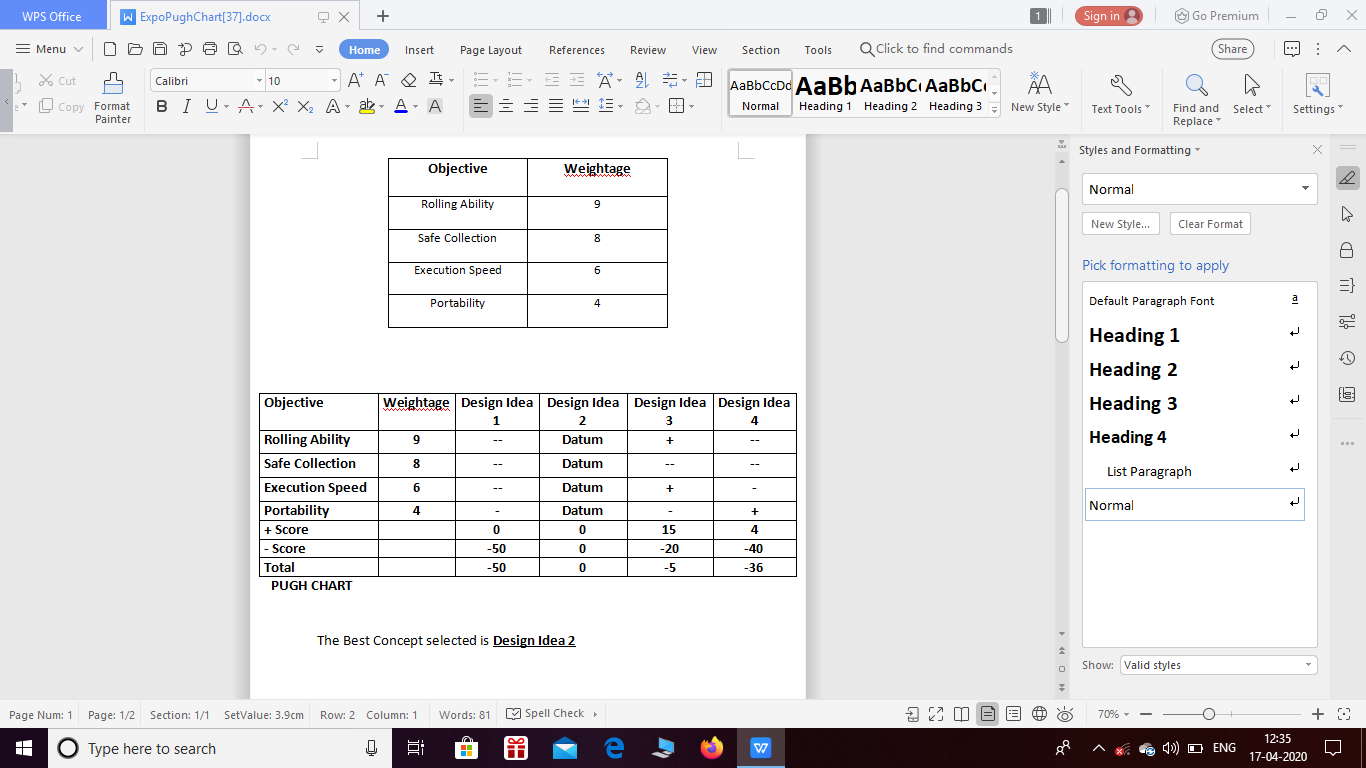 WPS Office
ExpoPughChart[37].docx
1
Sign in
Go Premium
Menu
Home
Insert
Page Layout
References
Review
View
Section
Tools
Click to find commands
Share
Cut
Copy
Format
Painter
Calibri
10
AaBbCcDd
Normal
AaBb
Heading 1
AaBbC
Heading 2
AaBbC
Heading 3
New Style
Text Tools
Find and
Replace
Select
Settings
Objective Weightage
Rolling Ability 9
Safe Collection 8
Execution Speed 6
Portability 4
Objective Weightage Design Idea 1 Design Idea 2 Design Idea 3 Design Idea 4
Rolling Ability 9 -- Datum + --
Safe Collection 8 -- Datum -- --
Execution Speed 6 -- Datum + -
Portability 4 - Datum - +
+ Score 0 0 15 4
- Score -50 0 -20 -40
Total -50 0 -5 -36
PUGH CHART
The Best Concept selected is Design Idea 2
Styles and Formatting
Normal
New Style...
Clear Format
Pick formatting to apply
Default Paragraph Font a
Heading 1
Heading 2
Heading 3
Heading 4
List Paragraph
Normal
Show: Valid styles
Page Num: 1 Page: 1/2 Section: 1/1 SetValue: 3.9cm Row: 2 Column: 1 Words: 81 Spell Check 70%
Type here to search
ENG
12:35
17-04-2020